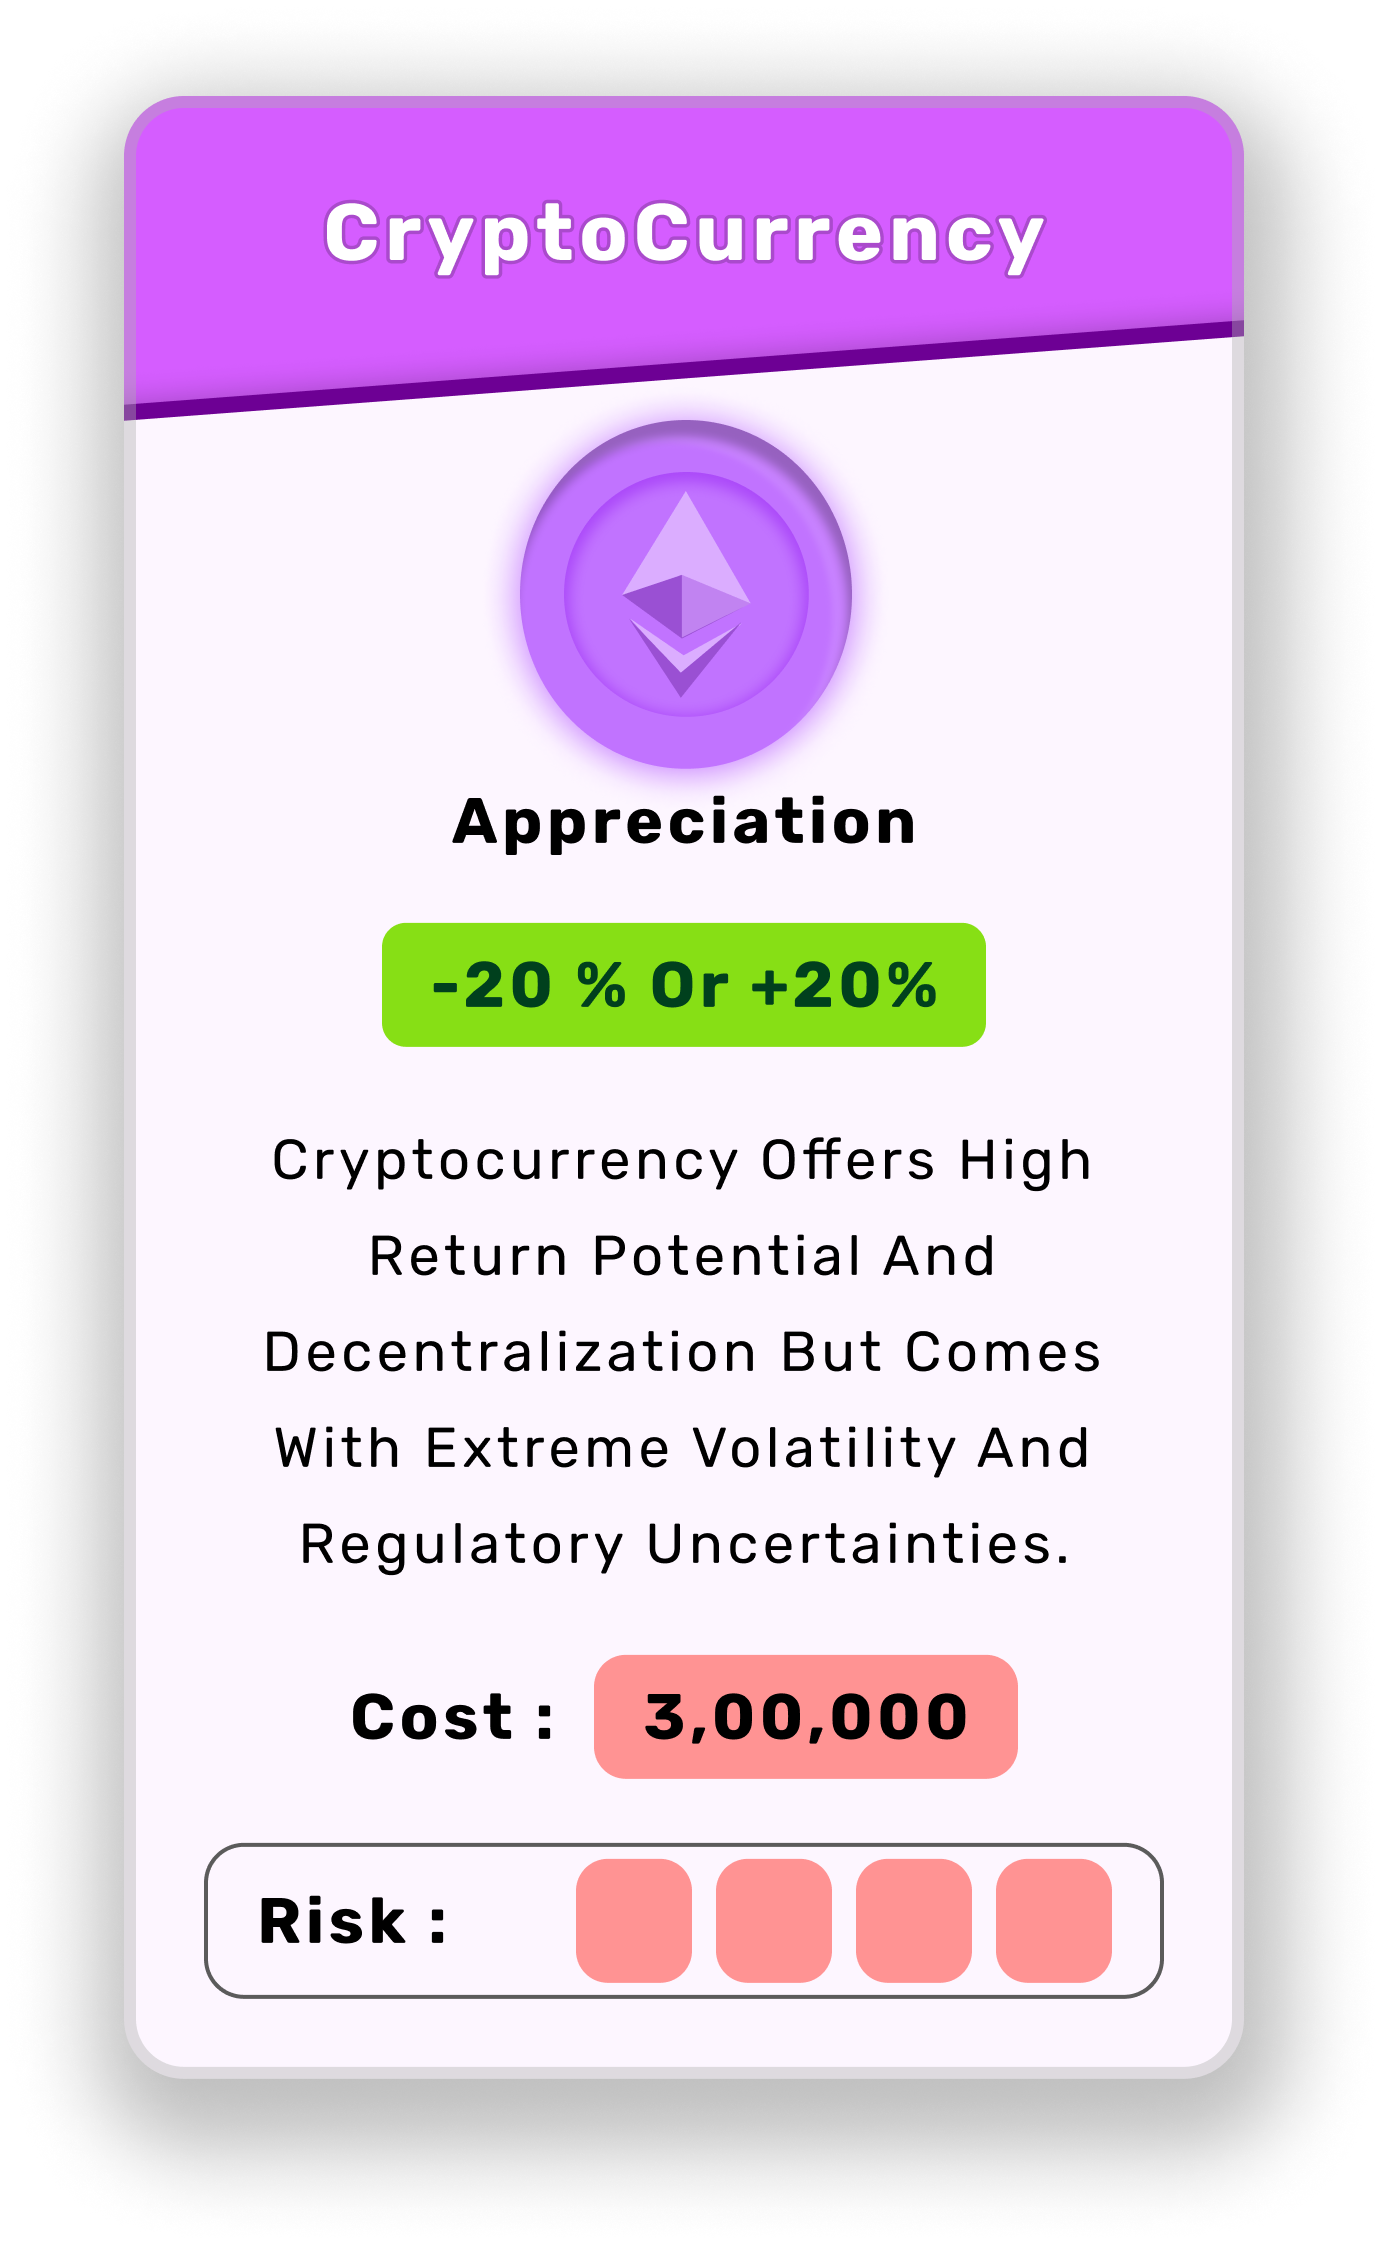 CryptoCurrency
Appreciation
-20 % Or +20%
Cryptocurrency Offers High
Return Potential And
Decentralization But Comes
With Extreme Volatility And
Regulatory Uncertainties.
Cost : 3,00,000
Risk :